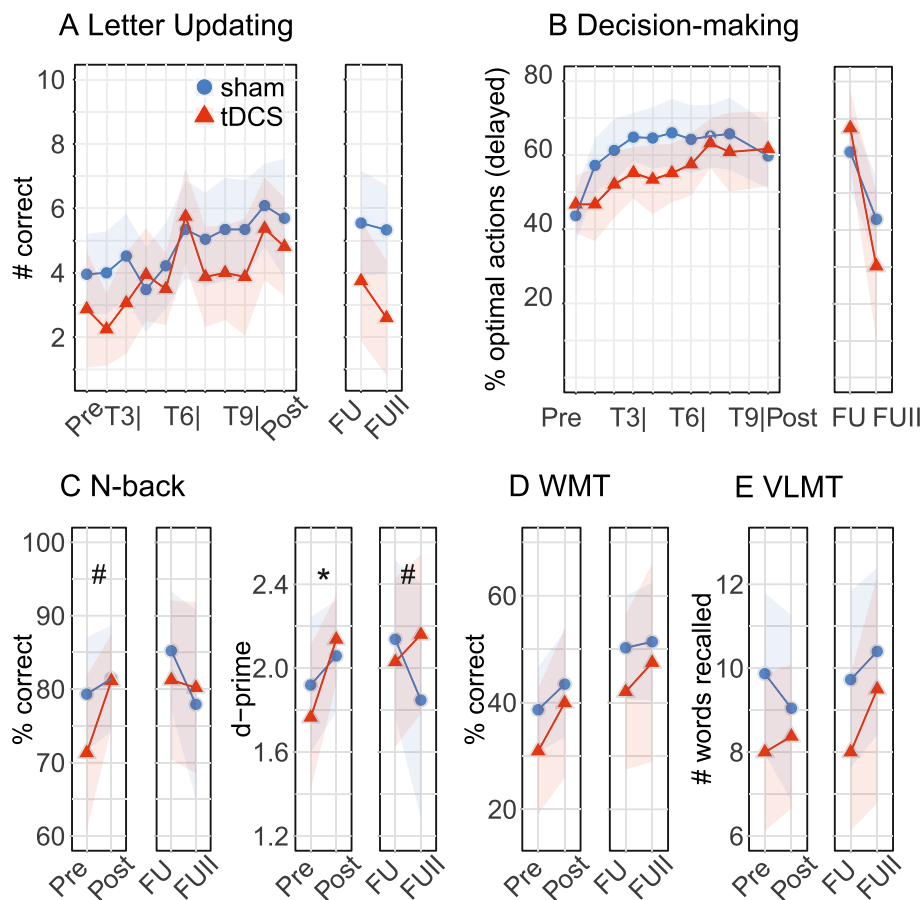 A Letter Updating
# correct
10
8
6
4
2
sham
tDCS
Pre
T3|
T6|
T9|
Post
FU
FUII
B Decision-making
% optimal actions (delayed)
80
60
40
20
Pre
T3|
T6|
T9|
Post
FU
FUII
C N-back
% correct
100
90
80
70
60
#
Pre
Post
FU
FUII
d-prime
2.4
2.0
1.6
1.2
*
#
Pre
Post
FU
FUII
D WMT
% correct
60
40
20
Pre
Post
FU
FUII
E VLMT
# words recalled
12
10
8
6
Pre
Post
FU
FUII